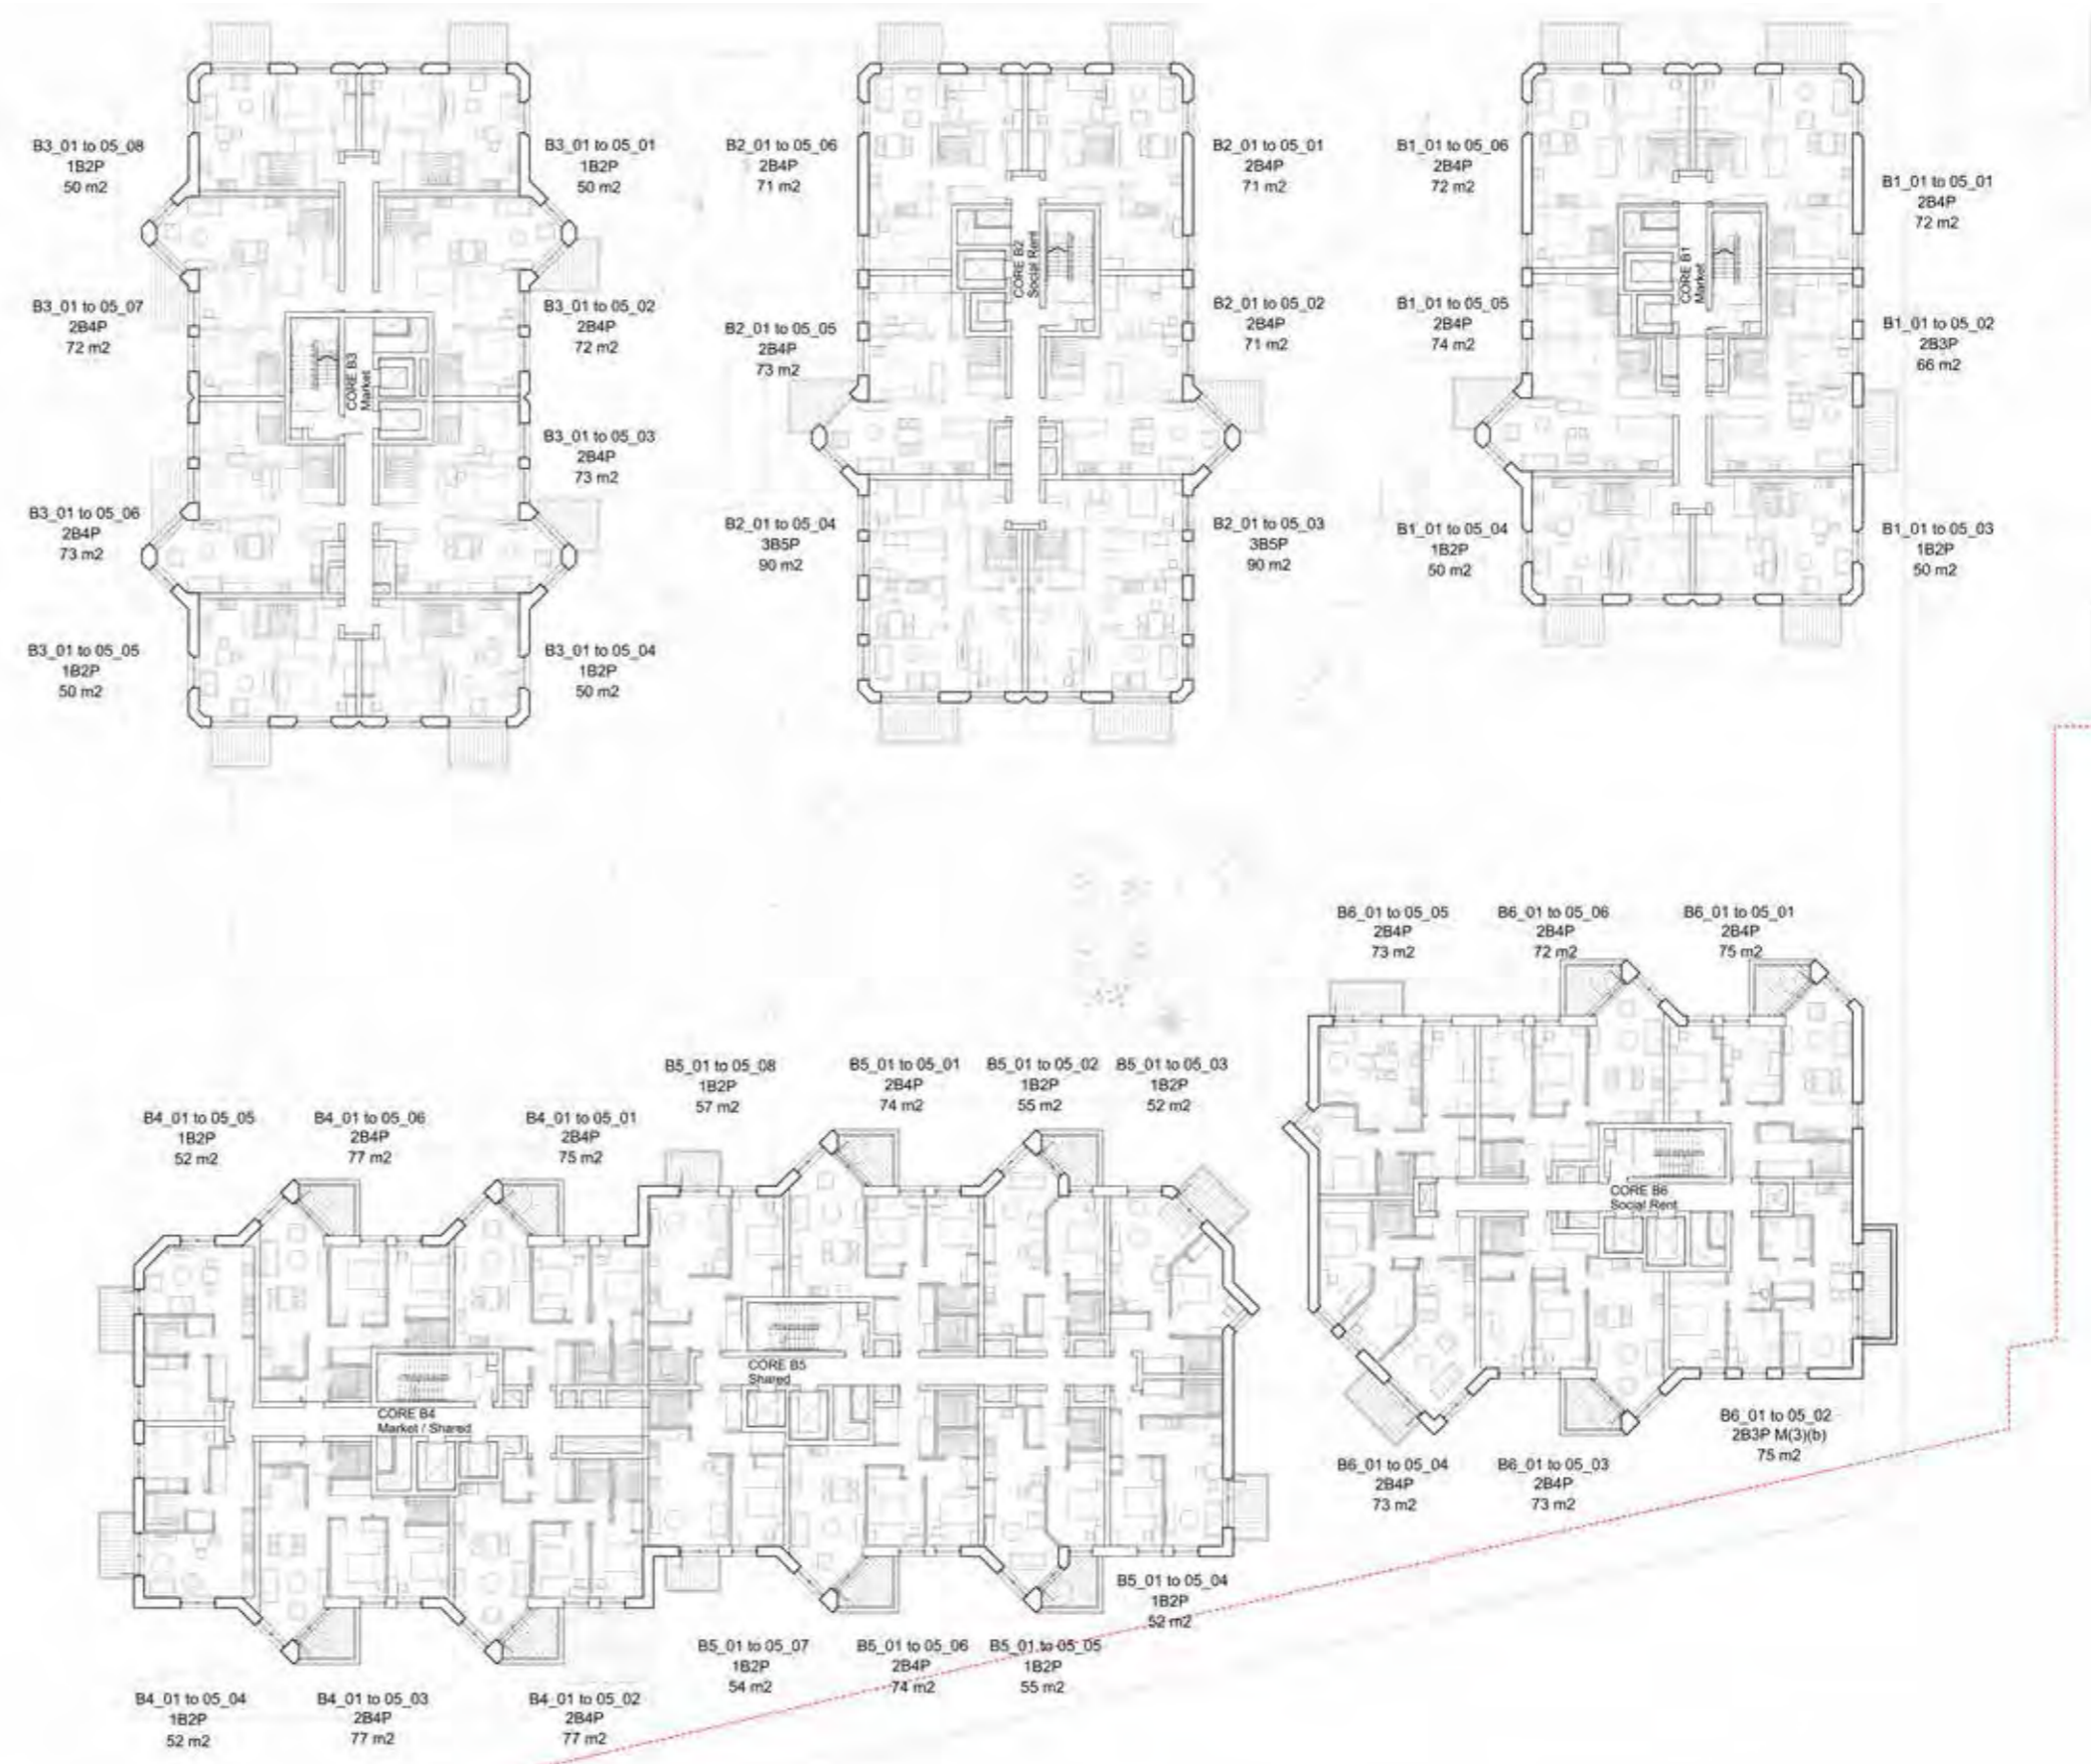 B3_01 to 05_08
1B2P
50 m2
B3_01 to 05_01
1B2P
50 m2
B3_01 to 05_07
2B4P
72 m2
B3_01 to 05_02
2B4P
72 m2
CORE B3
Market
B3_01 to 05_03
2B4P
73 m2
B3_01 to 05_06
2B4P
73 m2
B3_01 to 05_05
1B2P
50 m2
B3_01 to 05_04
1B2P
50 m2
B2_01 to 05_06
2B4P
71 m2
B2_01 to 05_01
2B4P
71 m2
CORE B2
Social Rent
B2_01 to 05_05
2B4P
73 m2
B2_01 to 05_02
2B4P
71 m2
B2_01 to 05_04
3B5P
90 m2
B2_01 to 05_03
3B5P
90 m2
B1_01 to 05_06
2B4P
72 m2
B1_01 to 05_01
2B4P
72 m2
CORE B1
Market
B1_01 to 05_05
2B4P
74 m2
B1_01 to 05_02
2B3P
66 m2
B1_01 to 05_04
1B2P
50 m2
B1_01 to 05_03
1B2P
50 m2
B6_01 to 05_05
2B4P
73 m2
B6_01 to 05_06
2B4P
72 m2
B6_01 to 05_01
2B4P
75 m2
CORE B6
Social Rent
B6_01 to 05_04
2B4P
73 m2
B6_01 to 05_03
2B4P
73 m2
B6_01 to 05_02
2B3P M(3)(b)
75 m2
B4_01 to 05_05
1B2P
52 m2
B4_01 to 05_06
2B4P
77 m2
B4_01 to 05_01
2B4P
75 m2
CORE B4
Market / Shared
B4_01 to 05_04
1B2P
52 m2
B4_01 to 05_03
2B4P
77 m2
B4_01 to 05_02
2B4P
77 m2
B5_01 to 05_08
1B2P
57 m2
B5_01 to 05_01
2B4P
74 m2
B5_01 to 05_02
1B2P
55 m2
B5_01 to 05_03
1B2P
52 m2
CORE B5
Shared
B5_01 to 05_07
1B2P
54 m2
B5_01 to 05_06
2B4P
74 m2
B5_01 to 05_05
1B2P
55 m2
B5_01 to 05_04
1B2P
52 m2